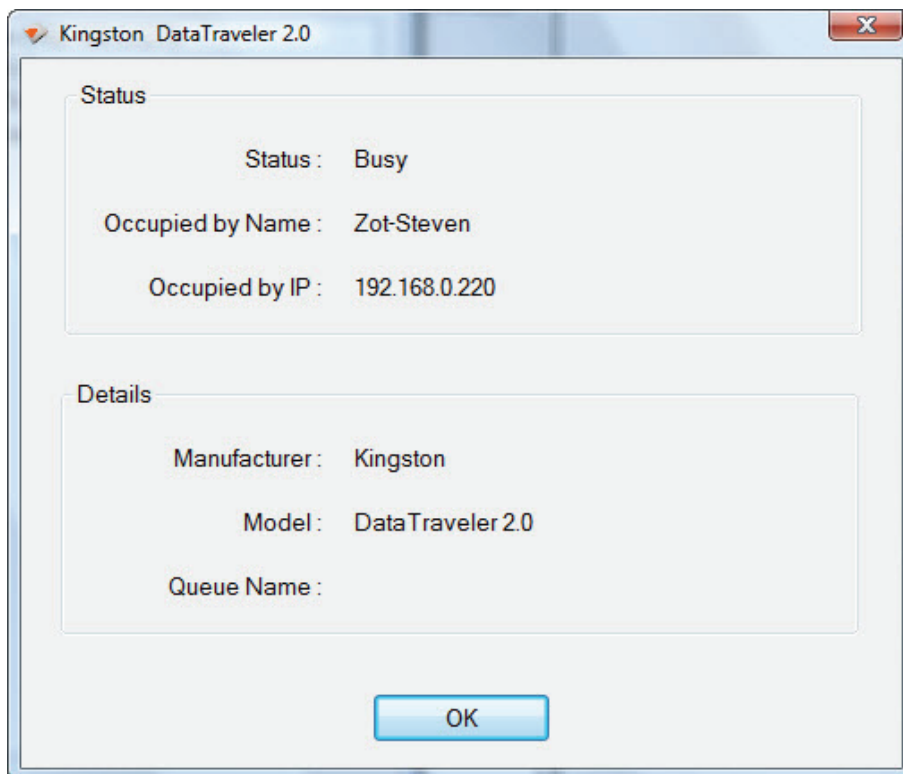 Kingston DataTraveler 2.0
X
Status
Status : Busy
Occupied by Name : Zot-Steven
Occupied by IP : 192.168.0.220
Details
Manufacturer : Kingston
Model : DataTraveler 2.0
Queue Name :
OK